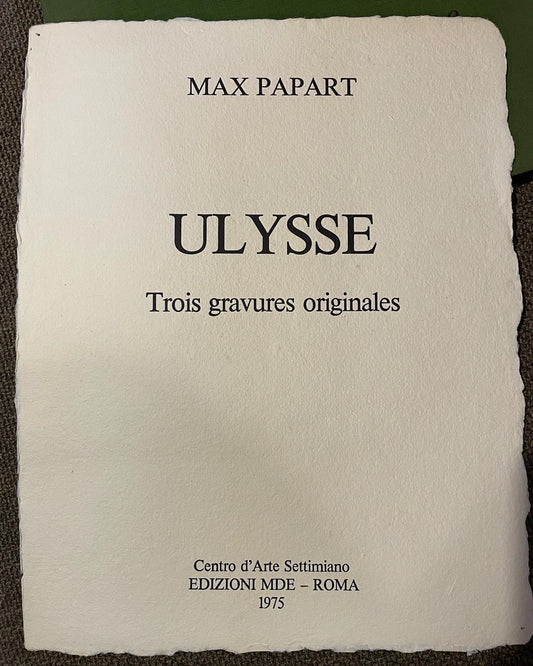 MAX PAPART
ULYSSE
Trois gravures originales
Centro d'Arte Settimiano
EDIZIONI MDE – ROMA
1975